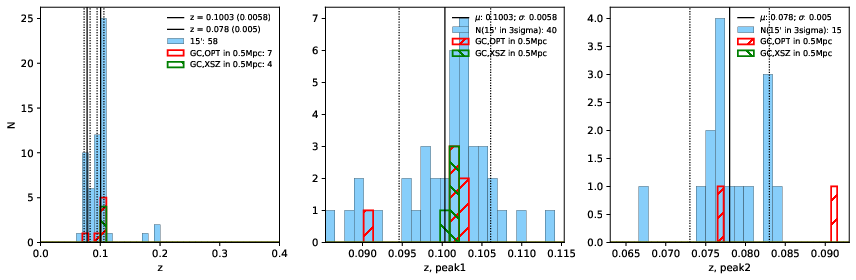 z = 0.1003 (0.0058)
z = 0.078 (0.005)
15': 58
GC,OPT in 0.5Mpc: 7
GC,XSZ in 0.5Mpc: 4
25
20
15
10
5
0
N
0.0 0.1 0.2 0.3 0.4
z
μ: 0.1003; σ: 0.0058
N(15' in 3sigma): 40
GC,OPT in 0.5Mpc
GC,XSZ in 0.5Mpc
7
6
5
4
3
2
1
0
0.090 0.095 0.100 0.105 0.110 0.115
z, peak1
μ: 0.078; σ: 0.005
N(15' in 3sigma): 15
GC,OPT in 0.5Mpc
GC,XSZ in 0.5Mpc
4.0
3.5
3.0
2.5
2.0
1.5
1.0
0.5
0.0
0.065 0.070 0.075 0.080 0.085 0.090
z, peak2